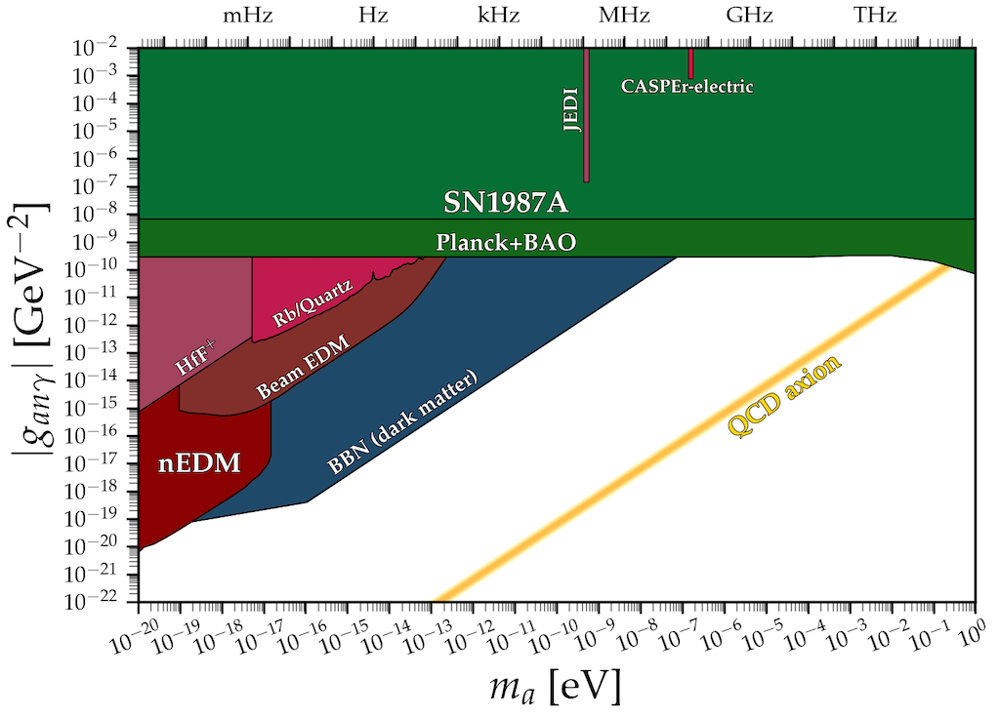 mHz Hz kHz MHz GHz THz
10⁻²
10⁻³
10⁻⁴
10⁻⁵
10⁻⁶
10⁻⁷
10⁻⁸
10⁻⁹
10⁻¹⁰
10⁻¹¹
10⁻¹²
10⁻¹³
10⁻¹⁴
10⁻¹⁵
10⁻¹⁶
10⁻¹⁷
10⁻¹⁸
10⁻¹⁹
10⁻²⁰
10⁻²¹
10⁻²²
|g_{anγ}| [GeV⁻²]
CASPEr-electric
JEDI
SN1987A
Planck+BAO
Rb/Quartz
HfF⁺
Beam EDM
nEDM
BBN (dark matter)
QCD axion
10⁻²⁰ 10⁻¹⁹ 10⁻¹⁸ 10⁻¹⁷ 10⁻¹⁶ 10⁻¹⁵ 10⁻¹⁴ 10⁻¹³ 10⁻¹² 10⁻¹¹ 10⁻¹⁰ 10⁻⁹ 10⁻⁸ 10⁻⁷ 10⁻⁶ 10⁻⁵ 10⁻⁴ 10⁻³ 10⁻² 10⁻¹ 10⁰
mₐ [eV]